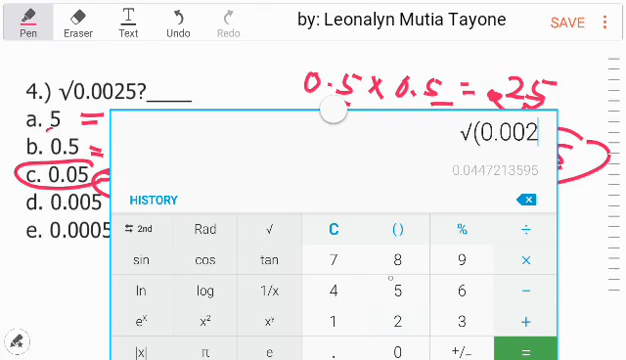 by: Leonalyn Mutia Tayone
SAVE
Pen
Eraser
Text
Undo
Redo
4.) √0.0025?____
0.5 x 0.5 = .25
a. 5 =
b. 0.5 =
c. 0.05
d. 0.005
e. 0.0005
√(0.002
0.0447213595
HISTORY
⇆ 2nd Rad √ C () % ÷
sin cos tan 7 8 9 ×
ln log 1/x 4 5 6 −
eˣ x² xʸ 1 2 3 +
|x| π e . 0 +/− =